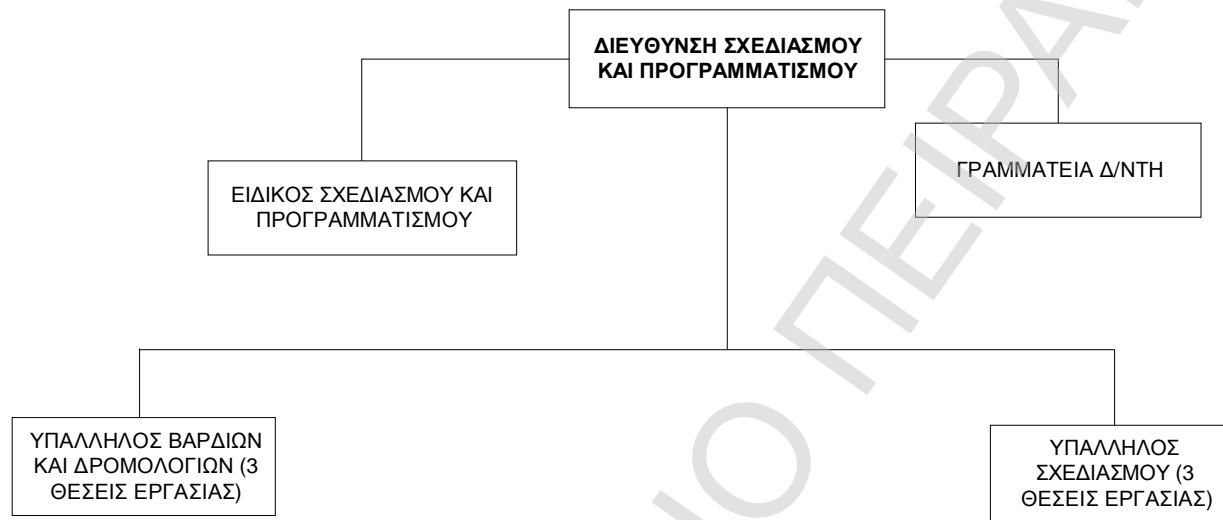 ΔΙΕΥΘΥΝΣΗ ΣΧΕΔΙΑΣΜΟΥ
ΚΑΙ ΠΡΟΓΡΑΜΜΑΤΙΣΜΟΥ
ΕΙΔΙΚΟΣ ΣΧΕΔΙΑΣΜΟΥ ΚΑΙ
ΠΡΟΓΡΑΜΜΑΤΙΣΜΟΥ
ΓΡΑΜΜΑΤΕΙΑ Δ/ΝΤΗ
ΥΠΑΛΛΗΛΟΣ ΒΑΡΔΙΩΝ
ΚΑΙ ΔΡΟΜΟΛΟΓΙΩΝ (3
ΘΕΣΕΙΣ ΕΡΓΑΣΙΑΣ)
ΥΠΑΛΛΗΛΟΣ
ΣΧΕΔΙΑΣΜΟΥ (3
ΘΕΣΕΙΣ ΕΡΓΑΣΙΑΣ)